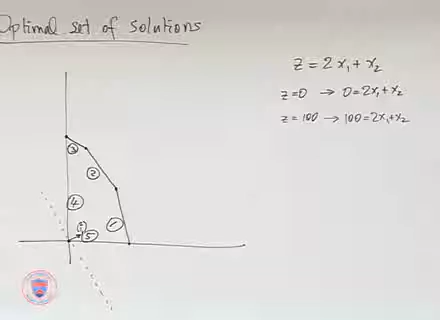 Optimal set of solutions
z = 2x₁ + x₂
z=0 → 0=2x₁+x₂
z=100 → 100=2x₁+x₂
③
②
④
①
⑤